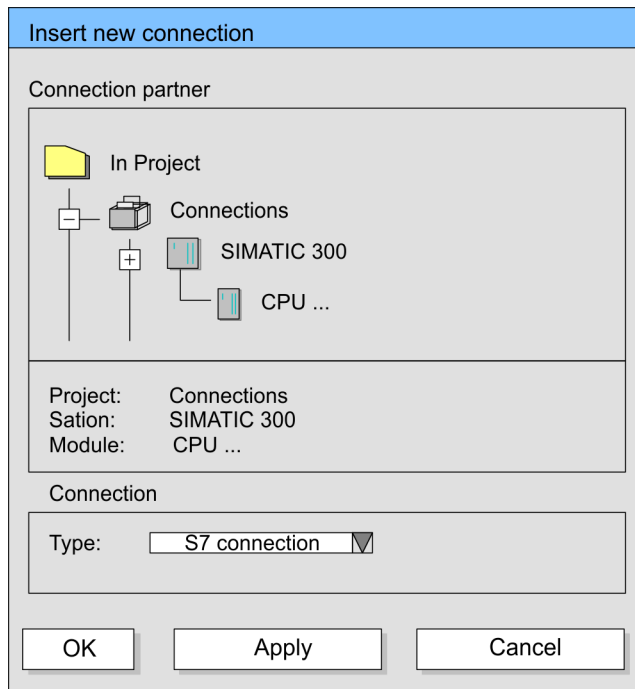 Insert new connection
Connection partner
In Project
Connections
SIMATIC 300
CPU ...
Project: Connections
Sation: SIMATIC 300
Module: CPU ...
Connection
Type: S7 connection
OK Apply Cancel